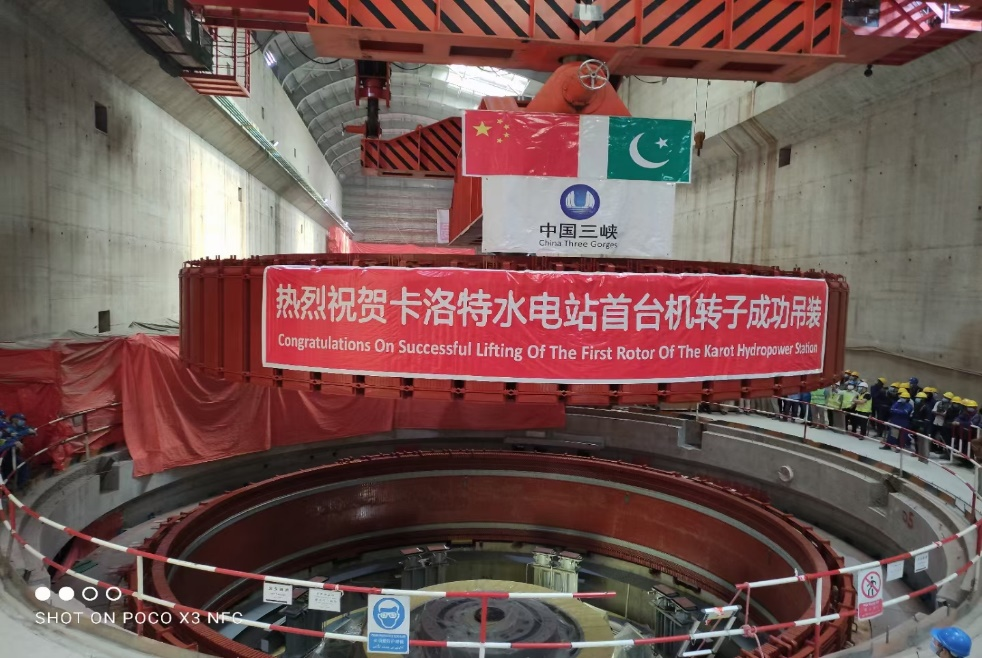 中国三峡
China Three Gorges
热烈祝贺卡洛特水电站首台机转子成功吊装
Congratulations On Successful Lifting Of The First Rotor Of The Karot Hydropower Station
SHOT ON POCO X3 NFC